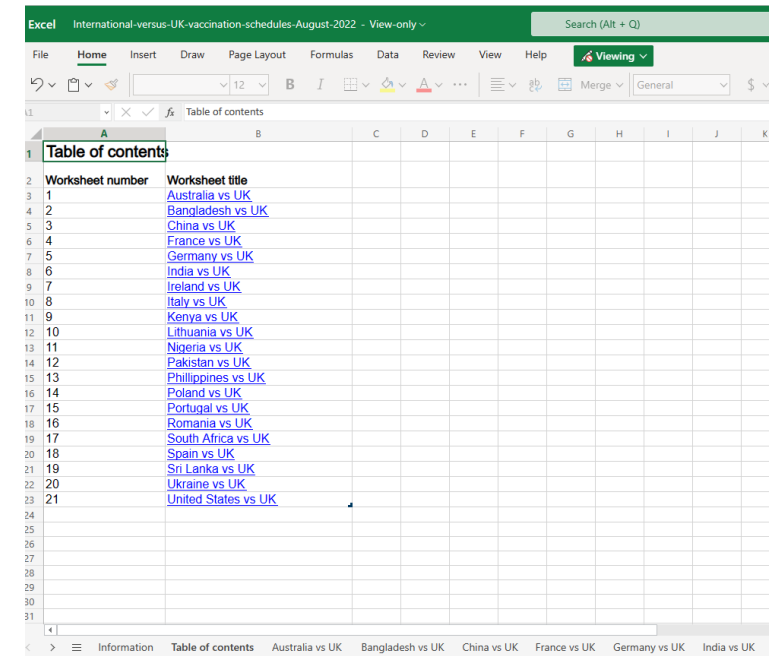 Excel International-versus-UK-vaccination-schedules-August-2022 - View-only Search (Alt + Q)
File Home Insert Draw Page Layout Formulas Data Review View Help Viewing
12 B I A ab Merge General $
A1 fx Table of contents
A B C D E F G H I J K
1 Table of contents
2 Worksheet number Worksheet title
3 1 Australia vs UK
4 2 Bangladesh vs UK
5 3 China vs UK
6 4 France vs UK
7 5 Germany vs UK
8 6 India vs UK
9 7 Ireland vs UK
10 8 Italy vs UK
11 9 Kenya vs UK
12 10 Lithuania vs UK
13 11 Nigeria vs UK
14 12 Pakistan vs UK
15 13 Phillippines vs UK
16 14 Poland vs UK
17 15 Portugal vs UK
18 16 Romania vs UK
19 17 South Africa vs UK
20 18 Spain vs UK
21 19 Sri Lanka vs UK
22 20 Ukraine vs UK
23 21 United States vs UK
24
25
26
27
28
29
30
31
Information Table of contents Australia vs UK Bangladesh vs UK China vs UK France vs UK Germany vs UK India vs UK